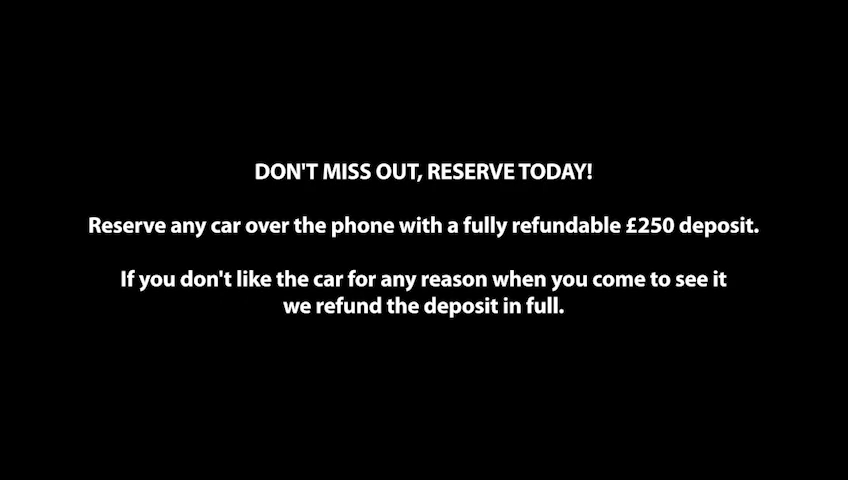 DON'T MISS OUT, RESERVE TODAY!
Reserve any car over the phone with a fully refundable £250 deposit.
If you don't like the car for any reason when you come to see it
we refund the deposit in full.